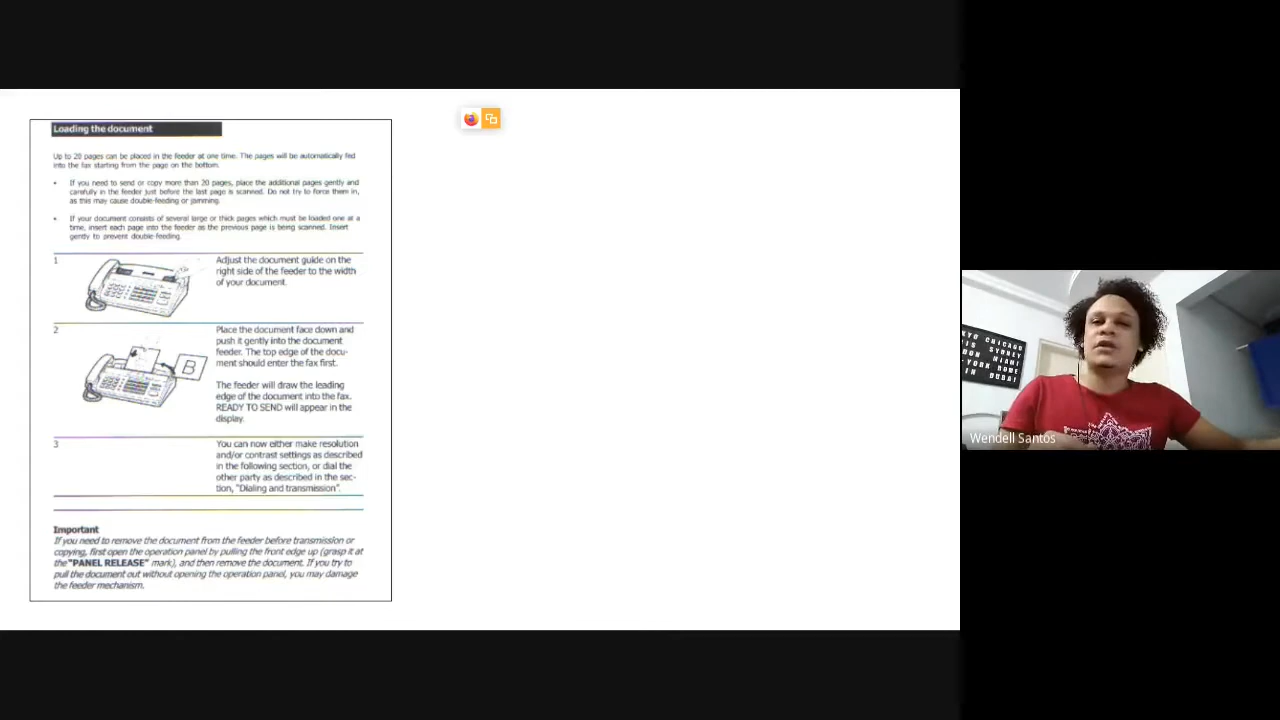 Loading the document
Up to 20 pages can be placed in the feeder at one time. The pages will be automatically fed
into the fax starting from the page on the bottom.
• If you need to send or copy more than 20 pages, place the additional pages gently and
carefully in the feeder just before the last page is scanned. Do not try to force them in,
as this may cause double-feeding or jamming.
• If your document consists of several large or thick pages which must be loaded one at a
time, insert each page into the feeder as the previous page is being scanned. Insert
gently to prevent double-feeding.
1
Adjust the document guide on the
right side of the feeder to the width
of your document.
2
B
Place the document face down and
push it gently into the document
feeder. The top edge of the docu-
ment should enter the fax first.
The feeder will draw the leading
edge of the document into the fax.
READY TO SEND will appear in the
display.
3
You can now either make resolution
and/or contrast settings as described
in the following section, or dial the
other party as described in the sec-
tion, "Dialing and transmission".
Important
If you need to remove the document from the feeder before transmission or
copying, first open the operation panel by pulling the front edge up (grasp it at
the "PANEL RELEASE" mark), and then remove the document. If you try to
pull the document out without opening the operation panel, you may damage
the feeder mechanism.
CHICAGO
SYDNEY
MIAMI
YORK ROME
DUBAI
Wendell Santos